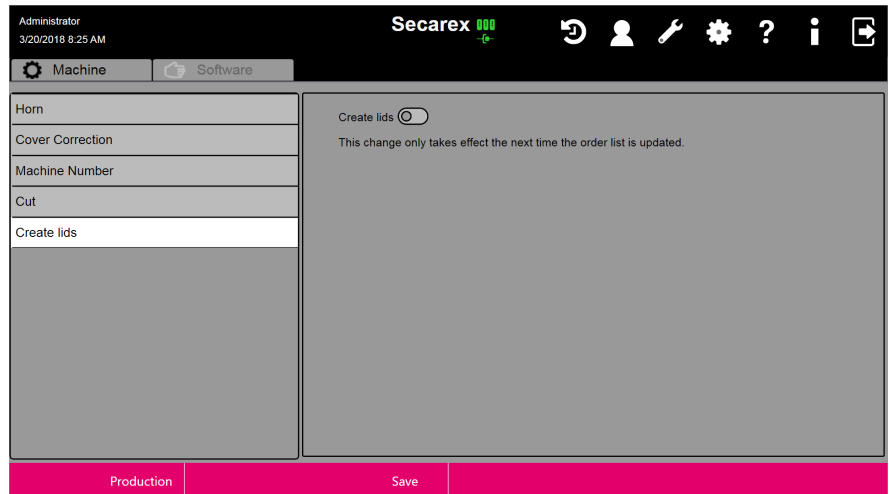 Administrator
3/20/2018 8:25 AM
Secarex
?
Machine
Software
Horn
Cover Correction
Machine Number
Cut
Create lids
Create lids
This change only takes effect the next time the order list is updated.
Production
Save